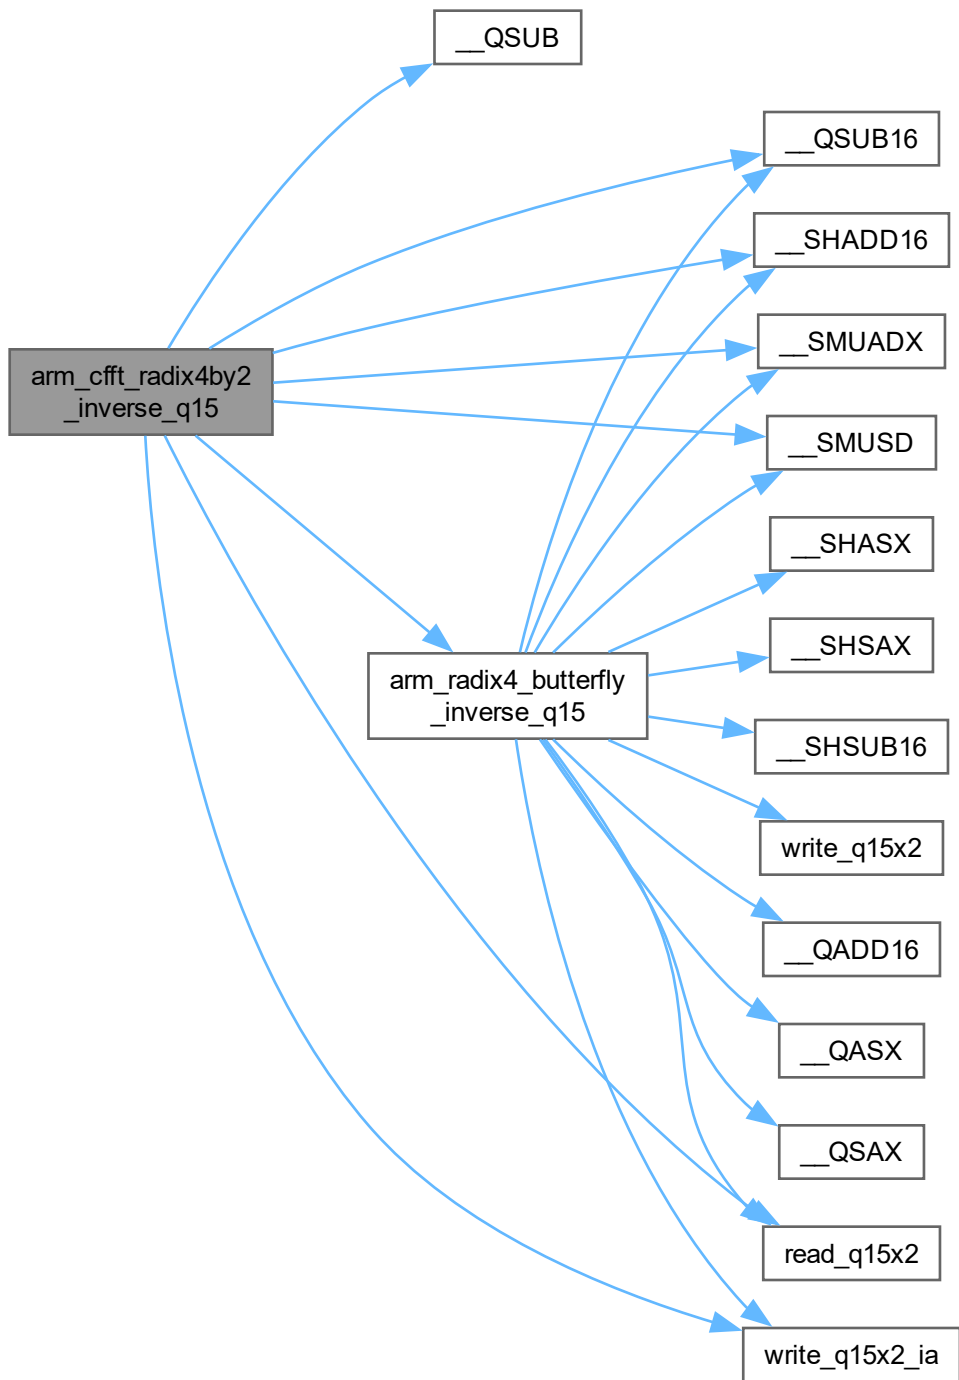 __QSUB
__QSUB16
__SHADD16
__SMUADX
arm_cfft_radix4by2
_inverse_q15
__SMUSD
__SHASX
__SHSAX
arm_radix4_butterfly
_inverse_q15
__SHSUB16
write_q15x2
__QADD16
__QASX
__QSAX
read_q15x2
write_q15x2_ia